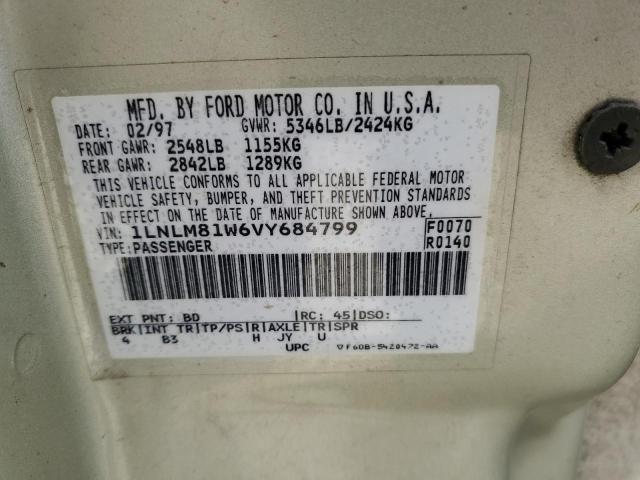 MFD. BY FORD MOTOR CO. IN U.S.A.
DATE: 02/97 GVWR: 5346LB/2424KG
FRONT GAWR: 2548LB 1155KG
REAR GAWR: 2842LB 1289KG
THIS VEHICLE CONFORMS TO ALL APPLICABLE FEDERAL MOTOR
VEHICLE SAFETY, BUMPER, AND THEFT PREVENTION STANDARDS
IN EFFECT ON THE DATE OF MANUFACTURE SHOWN ABOVE.
VIN: 1LNLM81W6VY684799 F0070
TYPE: PASSENGER R0140
EXT PNT: BD |RC: 45|DSO:
BRK|INT TR|TP/PS|R|AXLE|TR|SPR
4 B3 H JY U
UPC ▽F60B-5420472-AA